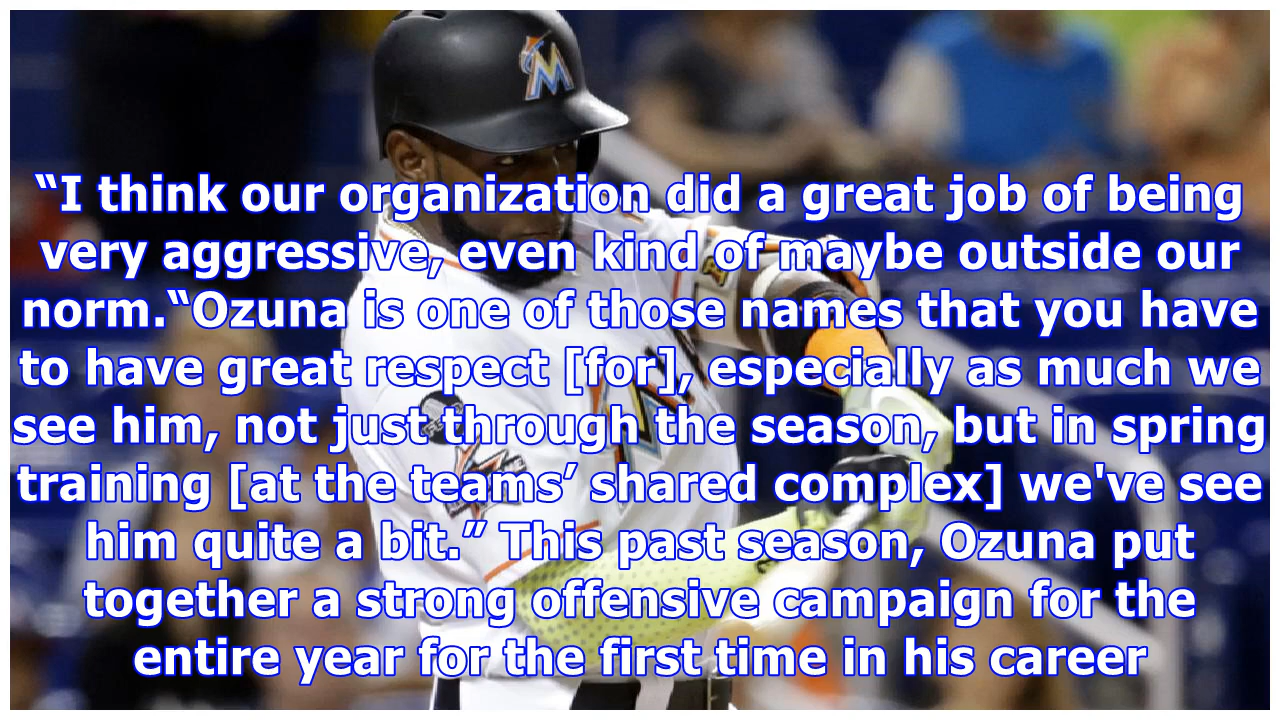 “I think our organization did a great job of being
very aggressive, even kind of maybe outside our
norm.“Ozuna is one of those names that you have
to have great respect [for], especially as much we
see him, not just through the season, but in spring
training [at the teams’ shared complex] we've see
him quite a bit.” This past season, Ozuna put
together a strong offensive campaign for the
entire year for the first time in his career